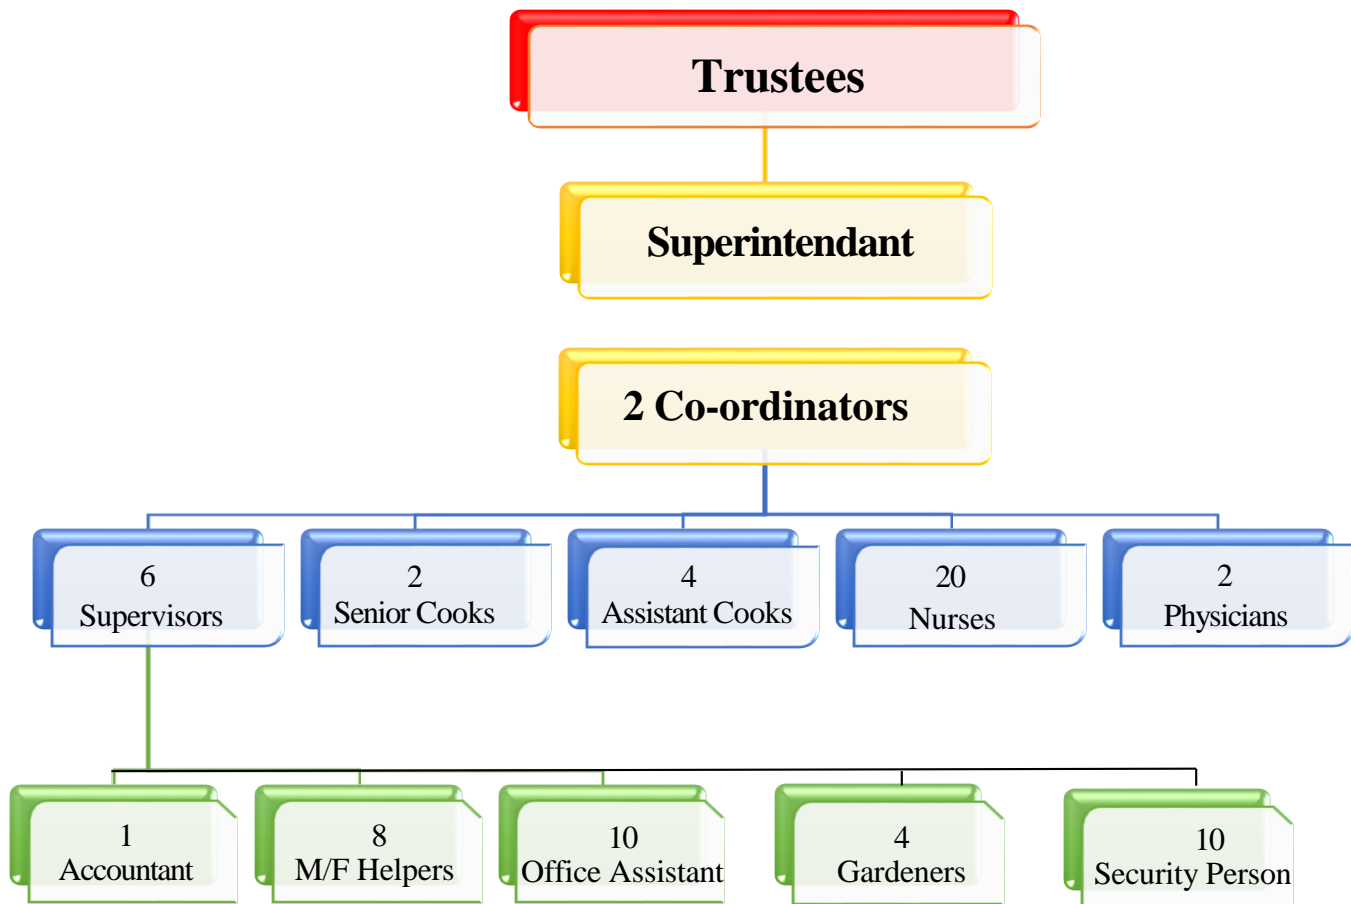 Trustees
Superintendant
2 Co-ordinators
6
Supervisors
2
Senior Cooks
4
Assistant Cooks
20
Nurses
2
Physicians
1
Accountant
8
M/F Helpers
10
Office Assistant
4
Gardeners
10
Security Person